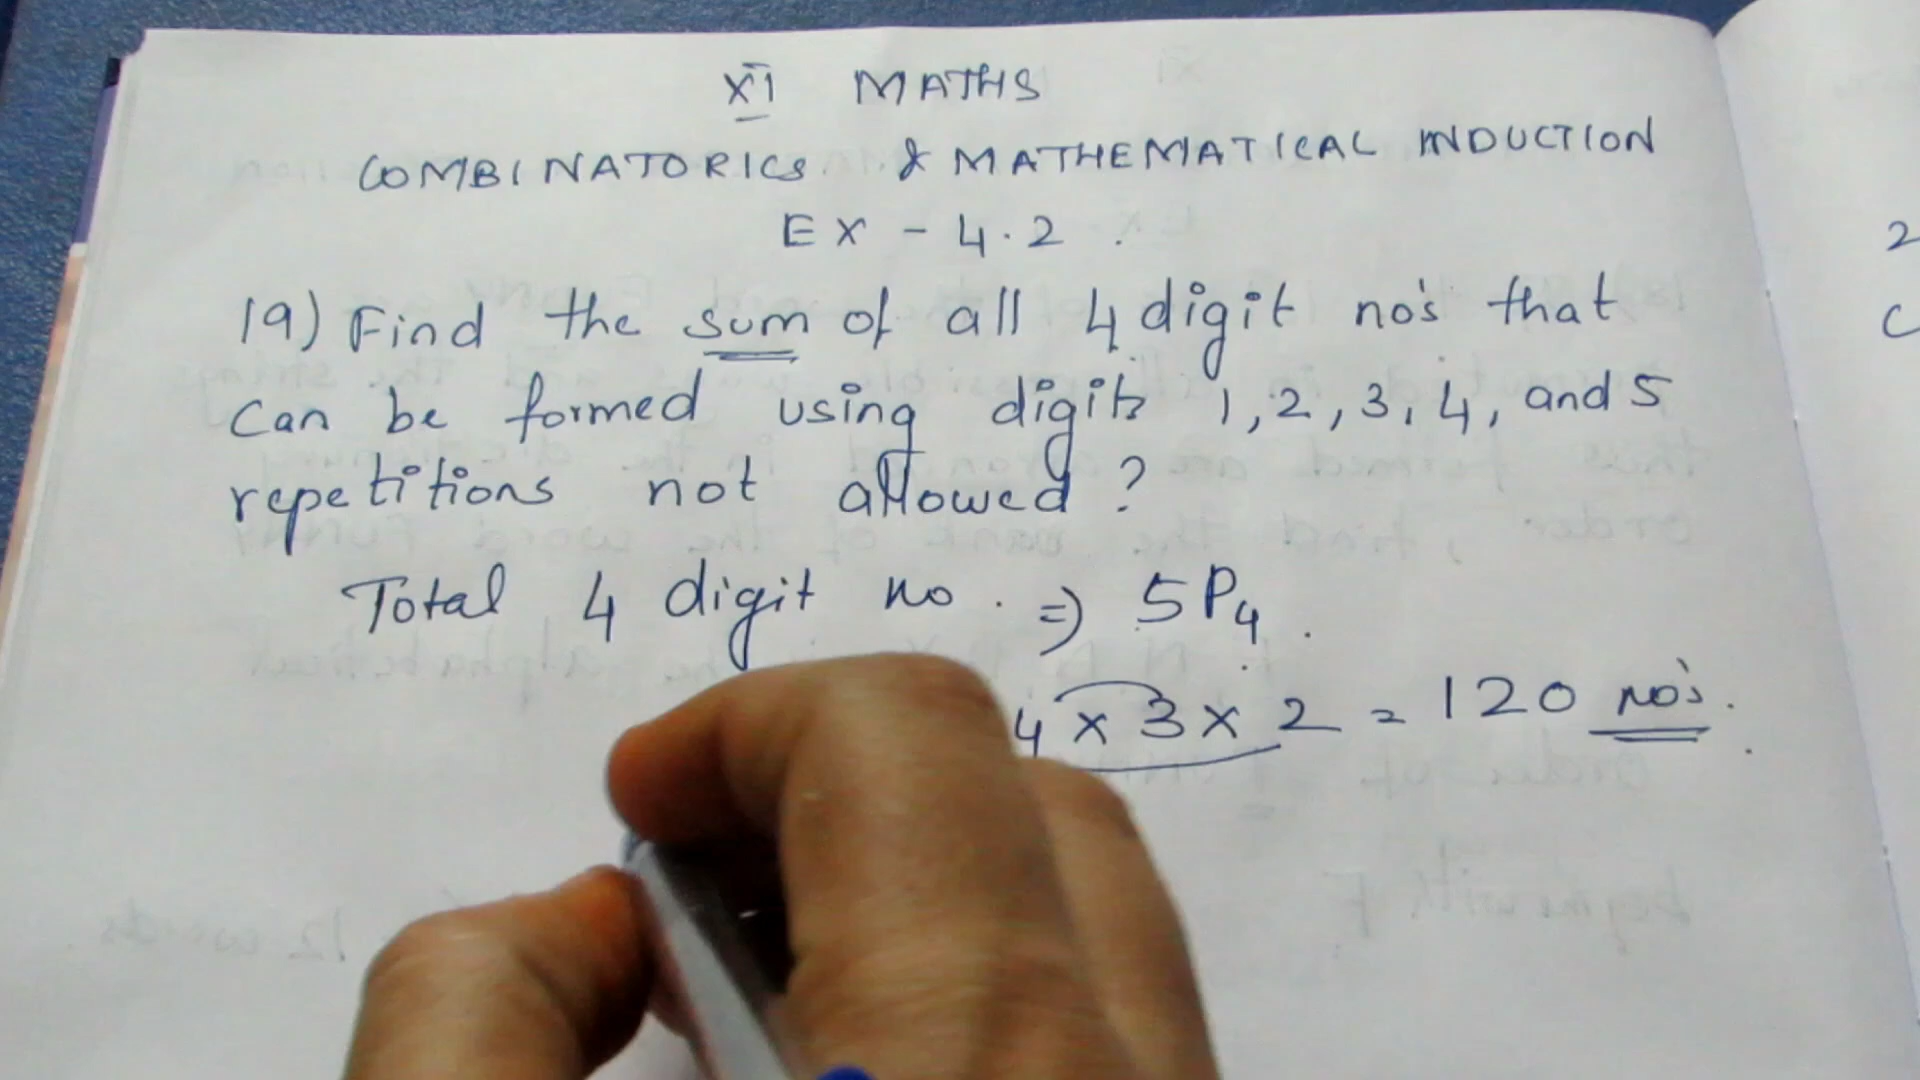 XI MATHS
COMBINATORICS & MATHEMATICAL INDUCTION
EX - 4.2.
19) Find the sum of all 4 digit no's that
can be formed using digits 1, 2, 3, 4, and 5
repetitions not allowed?
Total 4 digit no. => 5P4.
4 x 3 x 2 = 120 no's.
2